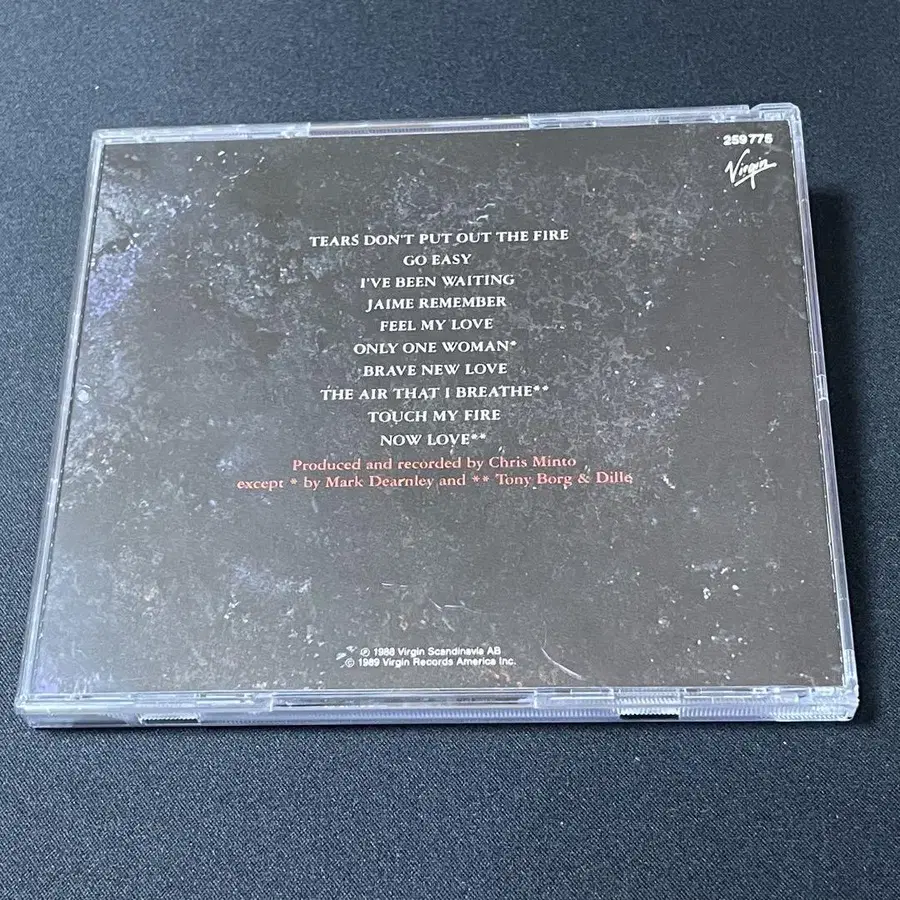 259775
Virgin
TEARS DON'T PUT OUT THE FIRE
GO EASY
I'VE BEEN WAITING
JAIME REMEMBER
FEEL MY LOVE
ONLY ONE WOMAN*
BRAVE NEW LOVE
THE AIR THAT I BREATHE**
TOUCH MY FIRE
NOW LOVE**
Produced and recorded by Chris Minto
except * by Mark Dearnley and ** Tony Borg & Dille
℗ 1988 Virgin Scandinavia AB
© 1989 Virgin Records America Inc.